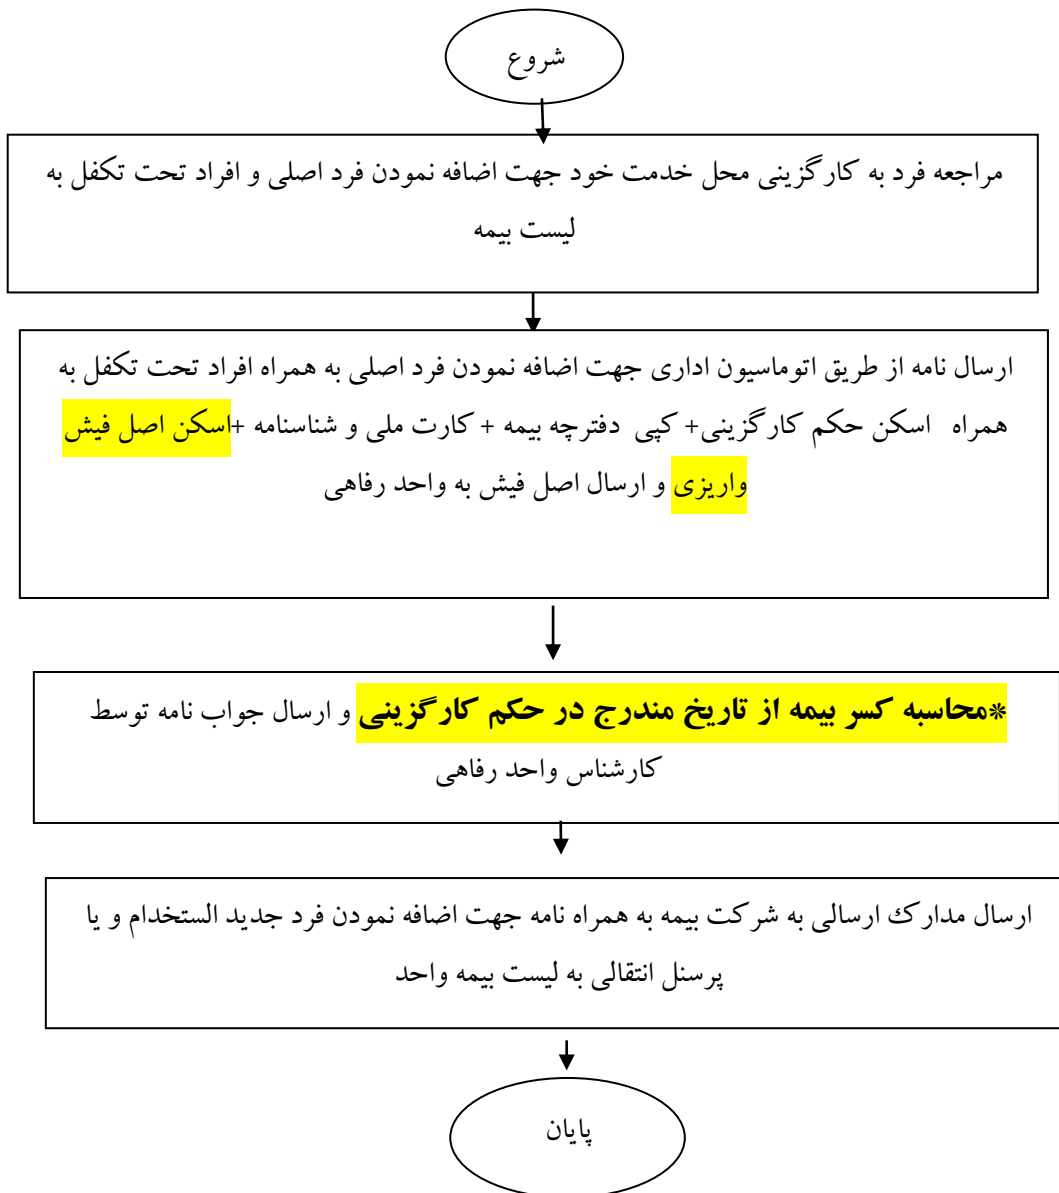 شروع
مراجعه فرد به کارگزینی محل خدمت خود جهت اضافه نمودن فرد اصلی و افراد تحت تکفل به
لیست بیمه
ارسال نامه از طریق اتوماسیون اداری جهت اضافه نمودن فرد اصلی به همراه افراد تحت تکفل به
همراه اسکن حکم کارگزینی+ کپی دفترچه بیمه + کارت ملی و شناسنامه +اسکن اصل فیش
واریزی و ارسال اصل فیش به واحد رفاهی
*محاسبه کسر بیمه از تاریخ مندرج در حکم کارگزینی و ارسال جواب نامه توسط
کارشناس واحد رفاهی
ارسال مدارک ارسالی به شرکت بیمه به همراه نامه جهت اضافه نمودن فرد جدید الستخدام و یا
پرسنل انتقالی به لیست بیمه واحد
پایان